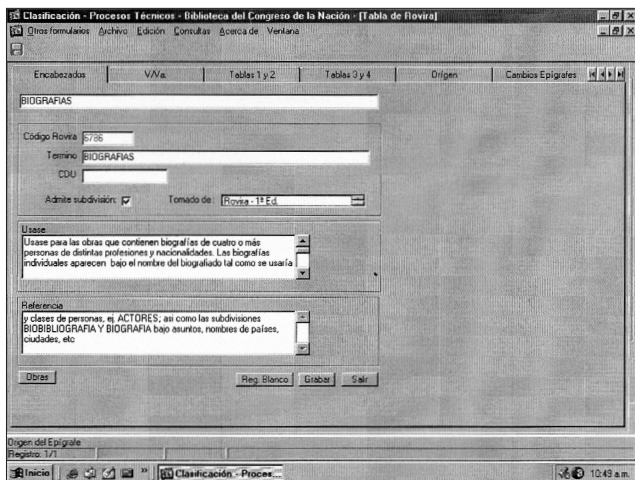 Clasificación - Procesos Técnicos - Biblioteca del Congreso de la Nación - [Tabla de Rovira]
Otros formularios Archivo Edición Consultas Acerca de Ventana
Encabezados V/Va. Tablas 1 y 2 Tablas 3 y 4 Origen Cambios Epígrafes
BIOGRAFIAS
Código Rovira 5786
Termino BIOGRAFIAS
CDU
Admite subdivisión: Tomado de: Rovira - 1ª Ed.
Usase
Usase para las obras que contienen biografías de cuatro o más
personas de distintas profesiones y nacionalidades. Las biografías
individuales aparecen bajo el nombre del biografiado tal como se usaría
Referencia
y clases de personas, ej. ACTORES; asi como las subdivisiones
BIOBIBLIOGRAFIA Y BIOGRAFIA bajo asuntos, nombres de países,
ciudades, etc
Obras Reg. Blanco Grabar Salir
Origen del Epígrafe
Registro: 1/1
Inicio » Clasificación - Proces... 10:49 a.m.